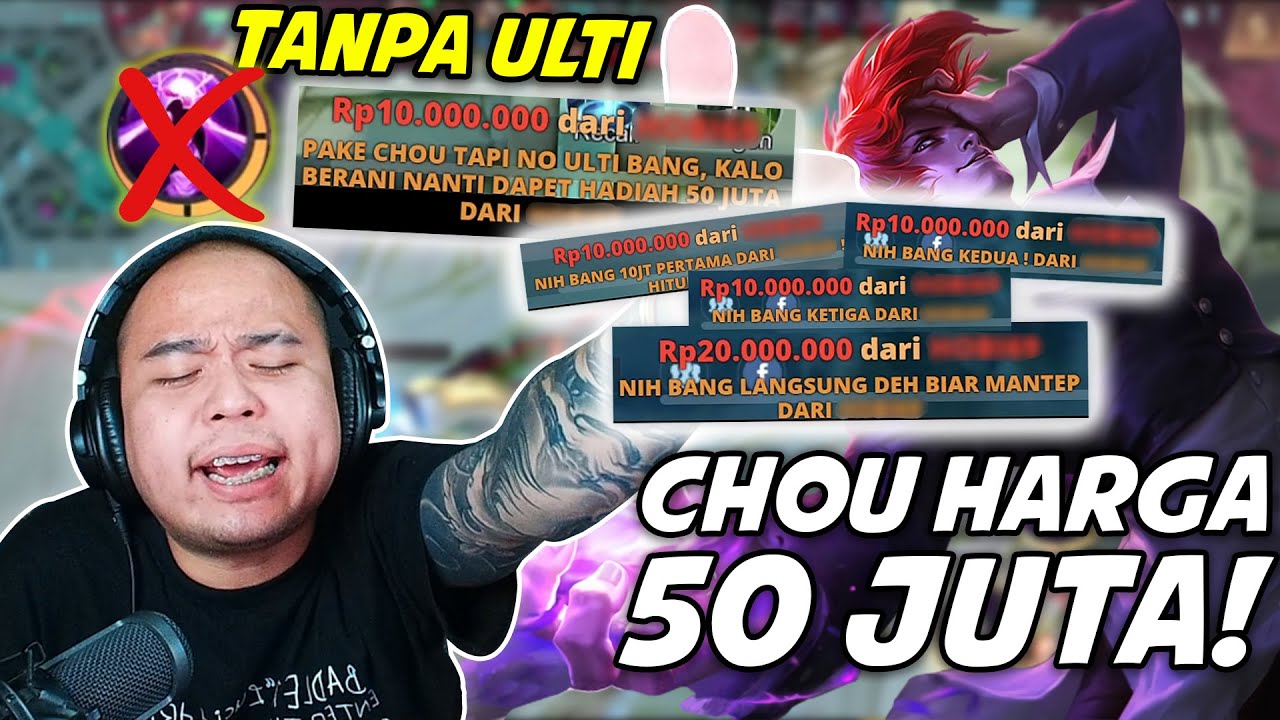 TANPA ULTI
Rp10.000.000 dari
PAKE CHOU TAPI NO ULTI BANG, KALO
BERANI NANTI DAPET HADIAH 50 JUTA
DARI
Rp10.000.000 dari
NIH BANG 10JT PERTAMA DARI !
HITU
Rp10.000.000 dari
NIH BANG KEDUA ! DARI
Rp10.000.000 dari
NIH BANG KETIGA DARI
Rp20.000.000 dari
NIH BANG LANGSUNG DEH BIAR MANTEP
DARI
CHOU HARGA
50 JUTA!
BADLEY
ENTER